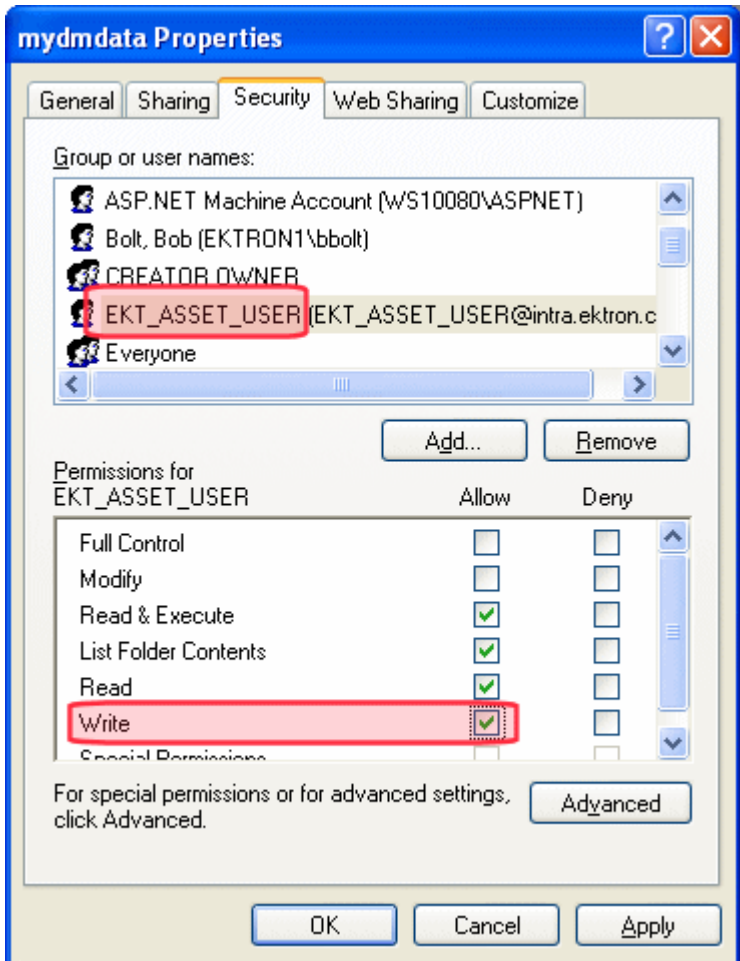 mydmdata Properties
General Sharing Security Web Sharing Customize
Group or user names:
ASP.NET Machine Account (WS10080\ASPNET)
Bolt, Bob (EKTRON1\bbolt)
CREATOR OWNER
EKT_ASSET_USER (EKT_ASSET_USER@intra.ektron.c
Everyone
Add... Remove
Permissions for
EKT_ASSET_USER Allow Deny
Full Control
Modify
Read & Execute
List Folder Contents
Read
Write
Special Permissions
For special permissions or for advanced settings,
click Advanced.
Advanced
OK Cancel Apply